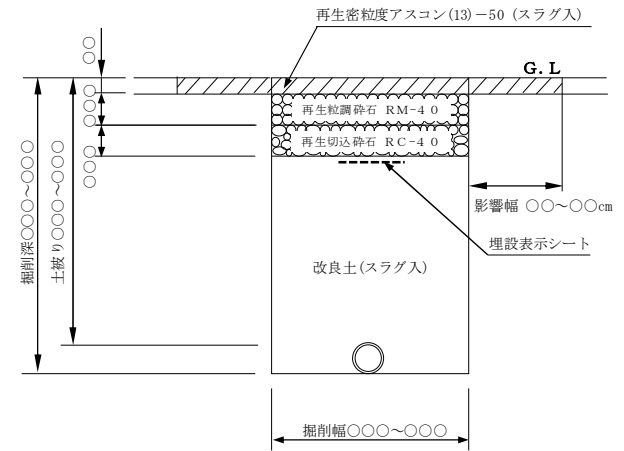 再生密粒度アスコン(13)－50（スラグ入）
G.L
○○
○○○
○○○
再生粒調砕石 RM-40
再生切込砕石 RC-40
影響幅 ○○～○○cm
埋設表示シート
改良土(スラグ入)
掘削深○○○～○○○
土被り○○○～○○○
掘削幅○○○～○○○